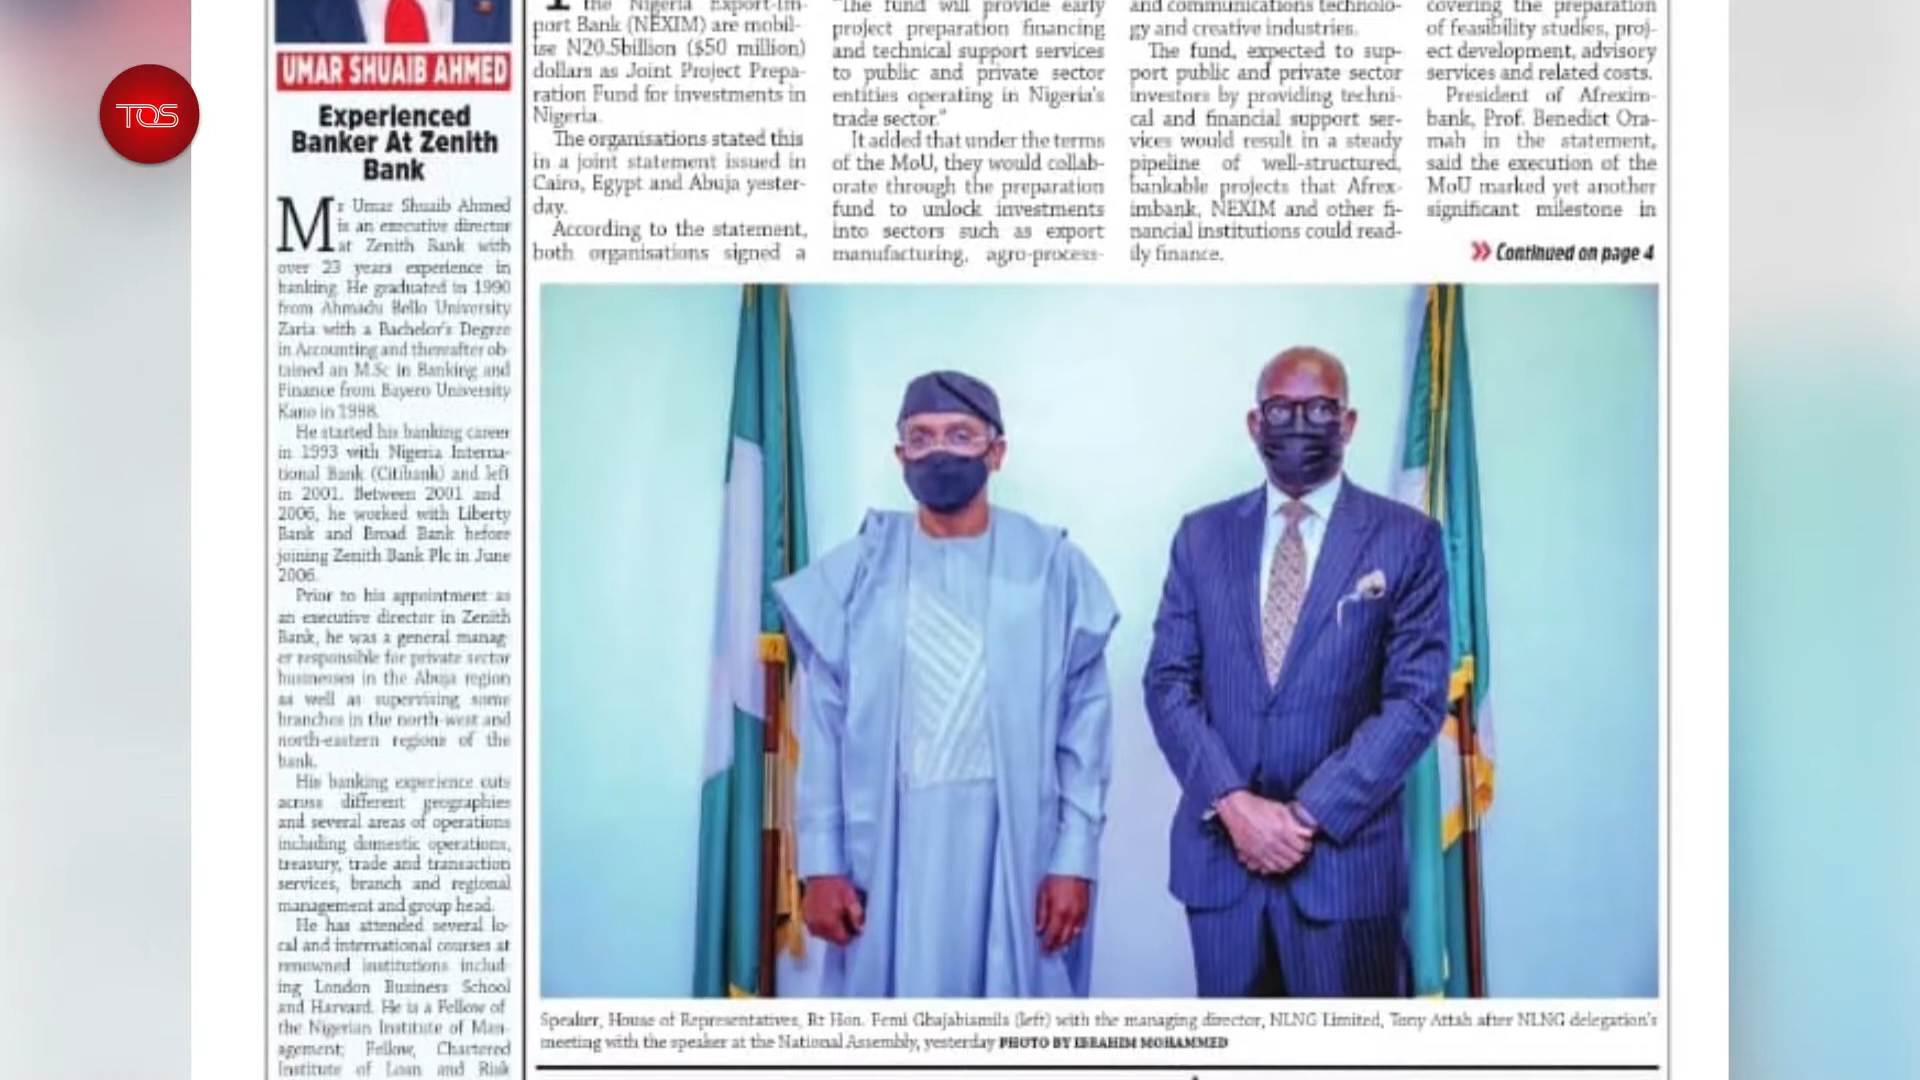 TOS
UMAR SHUAIB AHMED
Experienced
Banker At Zenith
Bank
Mr Umar Shuaib Ahmed
is an executive director
at Zenith Bank with
over 23 years experience in
banking. He graduated in 1990
from Ahmadu Bello University
Zaria with a Bachelor's Degree
in Accounting and thereafter ob-
tained an M.Sc in Banking and
Finance from Bayero University
Kano in 1998.
He started his banking career
in 1993 with Nigeria Interna-
tional Bank (Citibank) and left
in 2001. Between 2001 and
2006, he worked with Liberty
Bank and Broad Bank before
joining Zenith Bank Plc in June
2006.
Prior to his appointment as
an executive director in Zenith
Bank, he was a general manag-
er responsible for private sector
businesses in the Abuja region
as well as supervising some
branches in the north-west and
north-eastern regions of the
bank.
His banking experience cuts
across different geographies
and several areas of operations
including domestic operations,
treasury, trade and transaction
services, branch and regional
management and group head.
He has attended several lo-
cal and international courses at
renowned institutions includ-
ing London Business School
and Harvard. He is a Fellow of
the Nigerian Institute of Man-
agement; Fellow, Chartered
Institute of Loan and Risk
the Nigeria Export-Im-
port Bank (NEXIM) are mobil-
ise N20.5billion ($50 million)
dollars as Joint Project Prepa-
ration Fund for investments in
Nigeria.
The organisations stated this
in a joint statement issued in
Cairo, Egypt and Abuja yester-
day.
According to the statement,
both organisations signed a
"The fund will provide early
project preparation financing
and technical support services
to public and private sector
entities operating in Nigeria's
trade sector."
It added that under the terms
of the MoU, they would collab-
orate through the preparation
fund to unlock investments
into sectors such as export
manufacturing, agro-process-
and communications technolo-
gy and creative industries.
The fund, expected to sup-
port public and private sector
investors by providing techni-
cal and financial support ser-
vices would result in a steady
pipeline of well-structured,
bankable projects that Afrex-
imbank, NEXIM and other fi-
nancial institutions could read-
ily finance.
covering the preparation
of feasibility studies, proj-
ect development, advisory
services and related costs.
President of Afrexim-
bank, Prof. Benedict Ora-
mah in the statement,
said the execution of the
MoU marked yet another
significant milestone in
Continued on page 4
Speaker, House of Representatives, Rt Hon. Femi Gbajabiamila (left) with the managing director, NLNG Limited, Tony Attah after NLNG delegation's
meeting with the speaker at the National Assembly, yesterday PHOTO BY IBRAHIM MOHAMMED